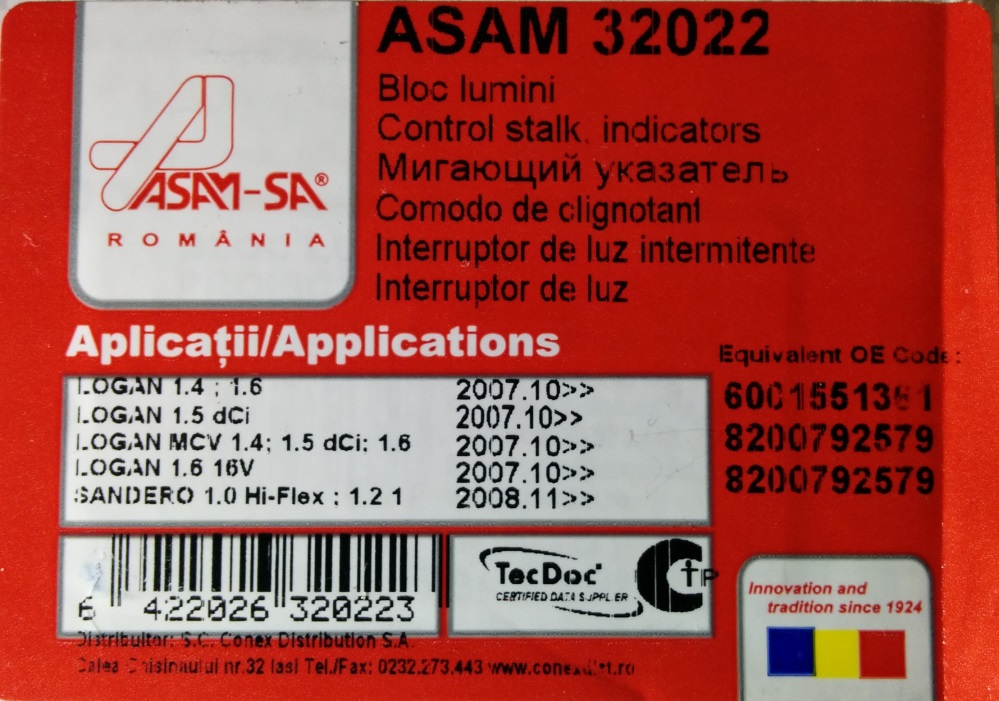 ASAM 32022
Bloc lumini
Control stalk, indicators
Мигающий указатель
Comodo de clignotant
Interruptor de luz intermitente
Interruptor de luz
ASAM-SA®
ROMÂNIA
Aplicații/Applications
LOGAN 1.4 ; 1.6 2007.10>>
LOGAN 1.5 dCi 2007.10>>
LOGAN MCV 1.4; 1.5 dCi; 1.6 2007.10>>
LOGAN 1.6 16V 2007.10>>
SANDERO 1.0 Hi-Flex ; 1.2 1 2008.11>>
Equivalent OE Code:
6001551361
8200792579
8200792579
6 422026 320223
TecDoc
CERTIFIED DATA SUPPLIER
Distribuitor: S.C. Conex Distribution S.A.
Calea Chisinaului nr.32 Iasi Tel./Fax: 0232.273.443 www.conexdist.ro
Innovation and
tradition since 1924